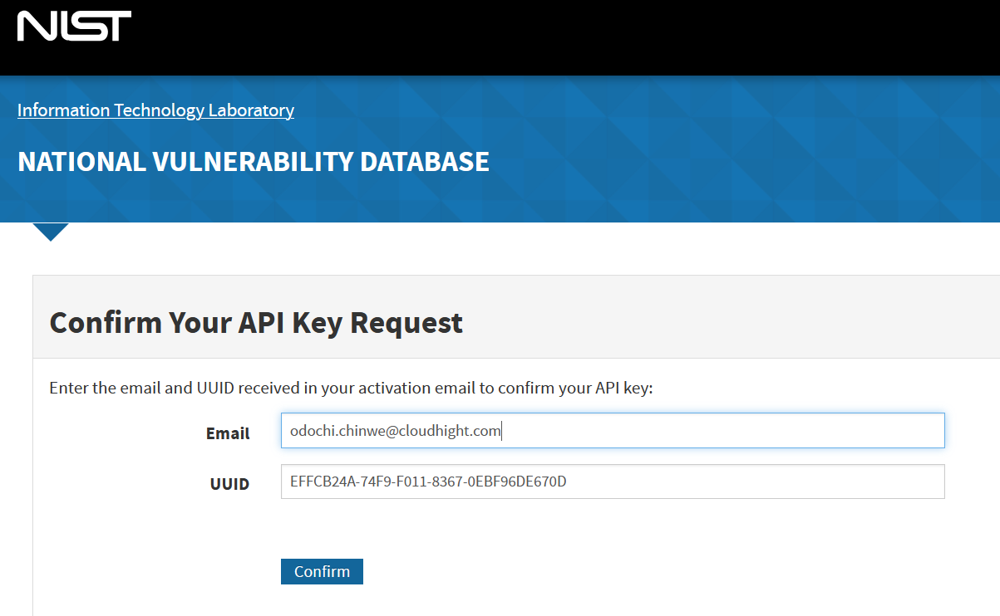 NIST
Information Technology Laboratory
NATIONAL VULNERABILITY DATABASE
Confirm Your API Key Request
Enter the email and UUID received in your activation email to confirm your API key:
Email
odochi.chinwe@cloudhight.com
UUID
EFFCB24A-74F9-F011-8367-0EBF96DE670D
Confirm